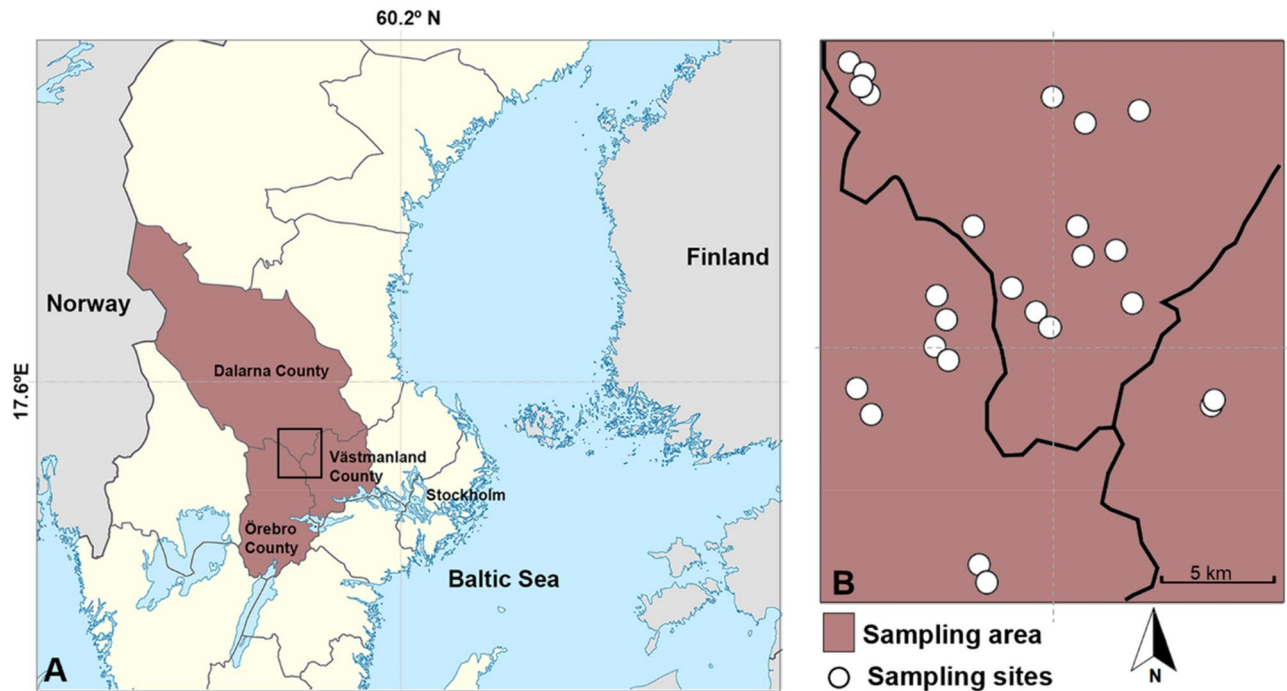 60.2º N
17.6ºE
Norway
Finland
Dalarna County
Västmanland
County
Stockholm
Örebro
County
Baltic Sea
A
B
5 km
Sampling area
Sampling sites
N